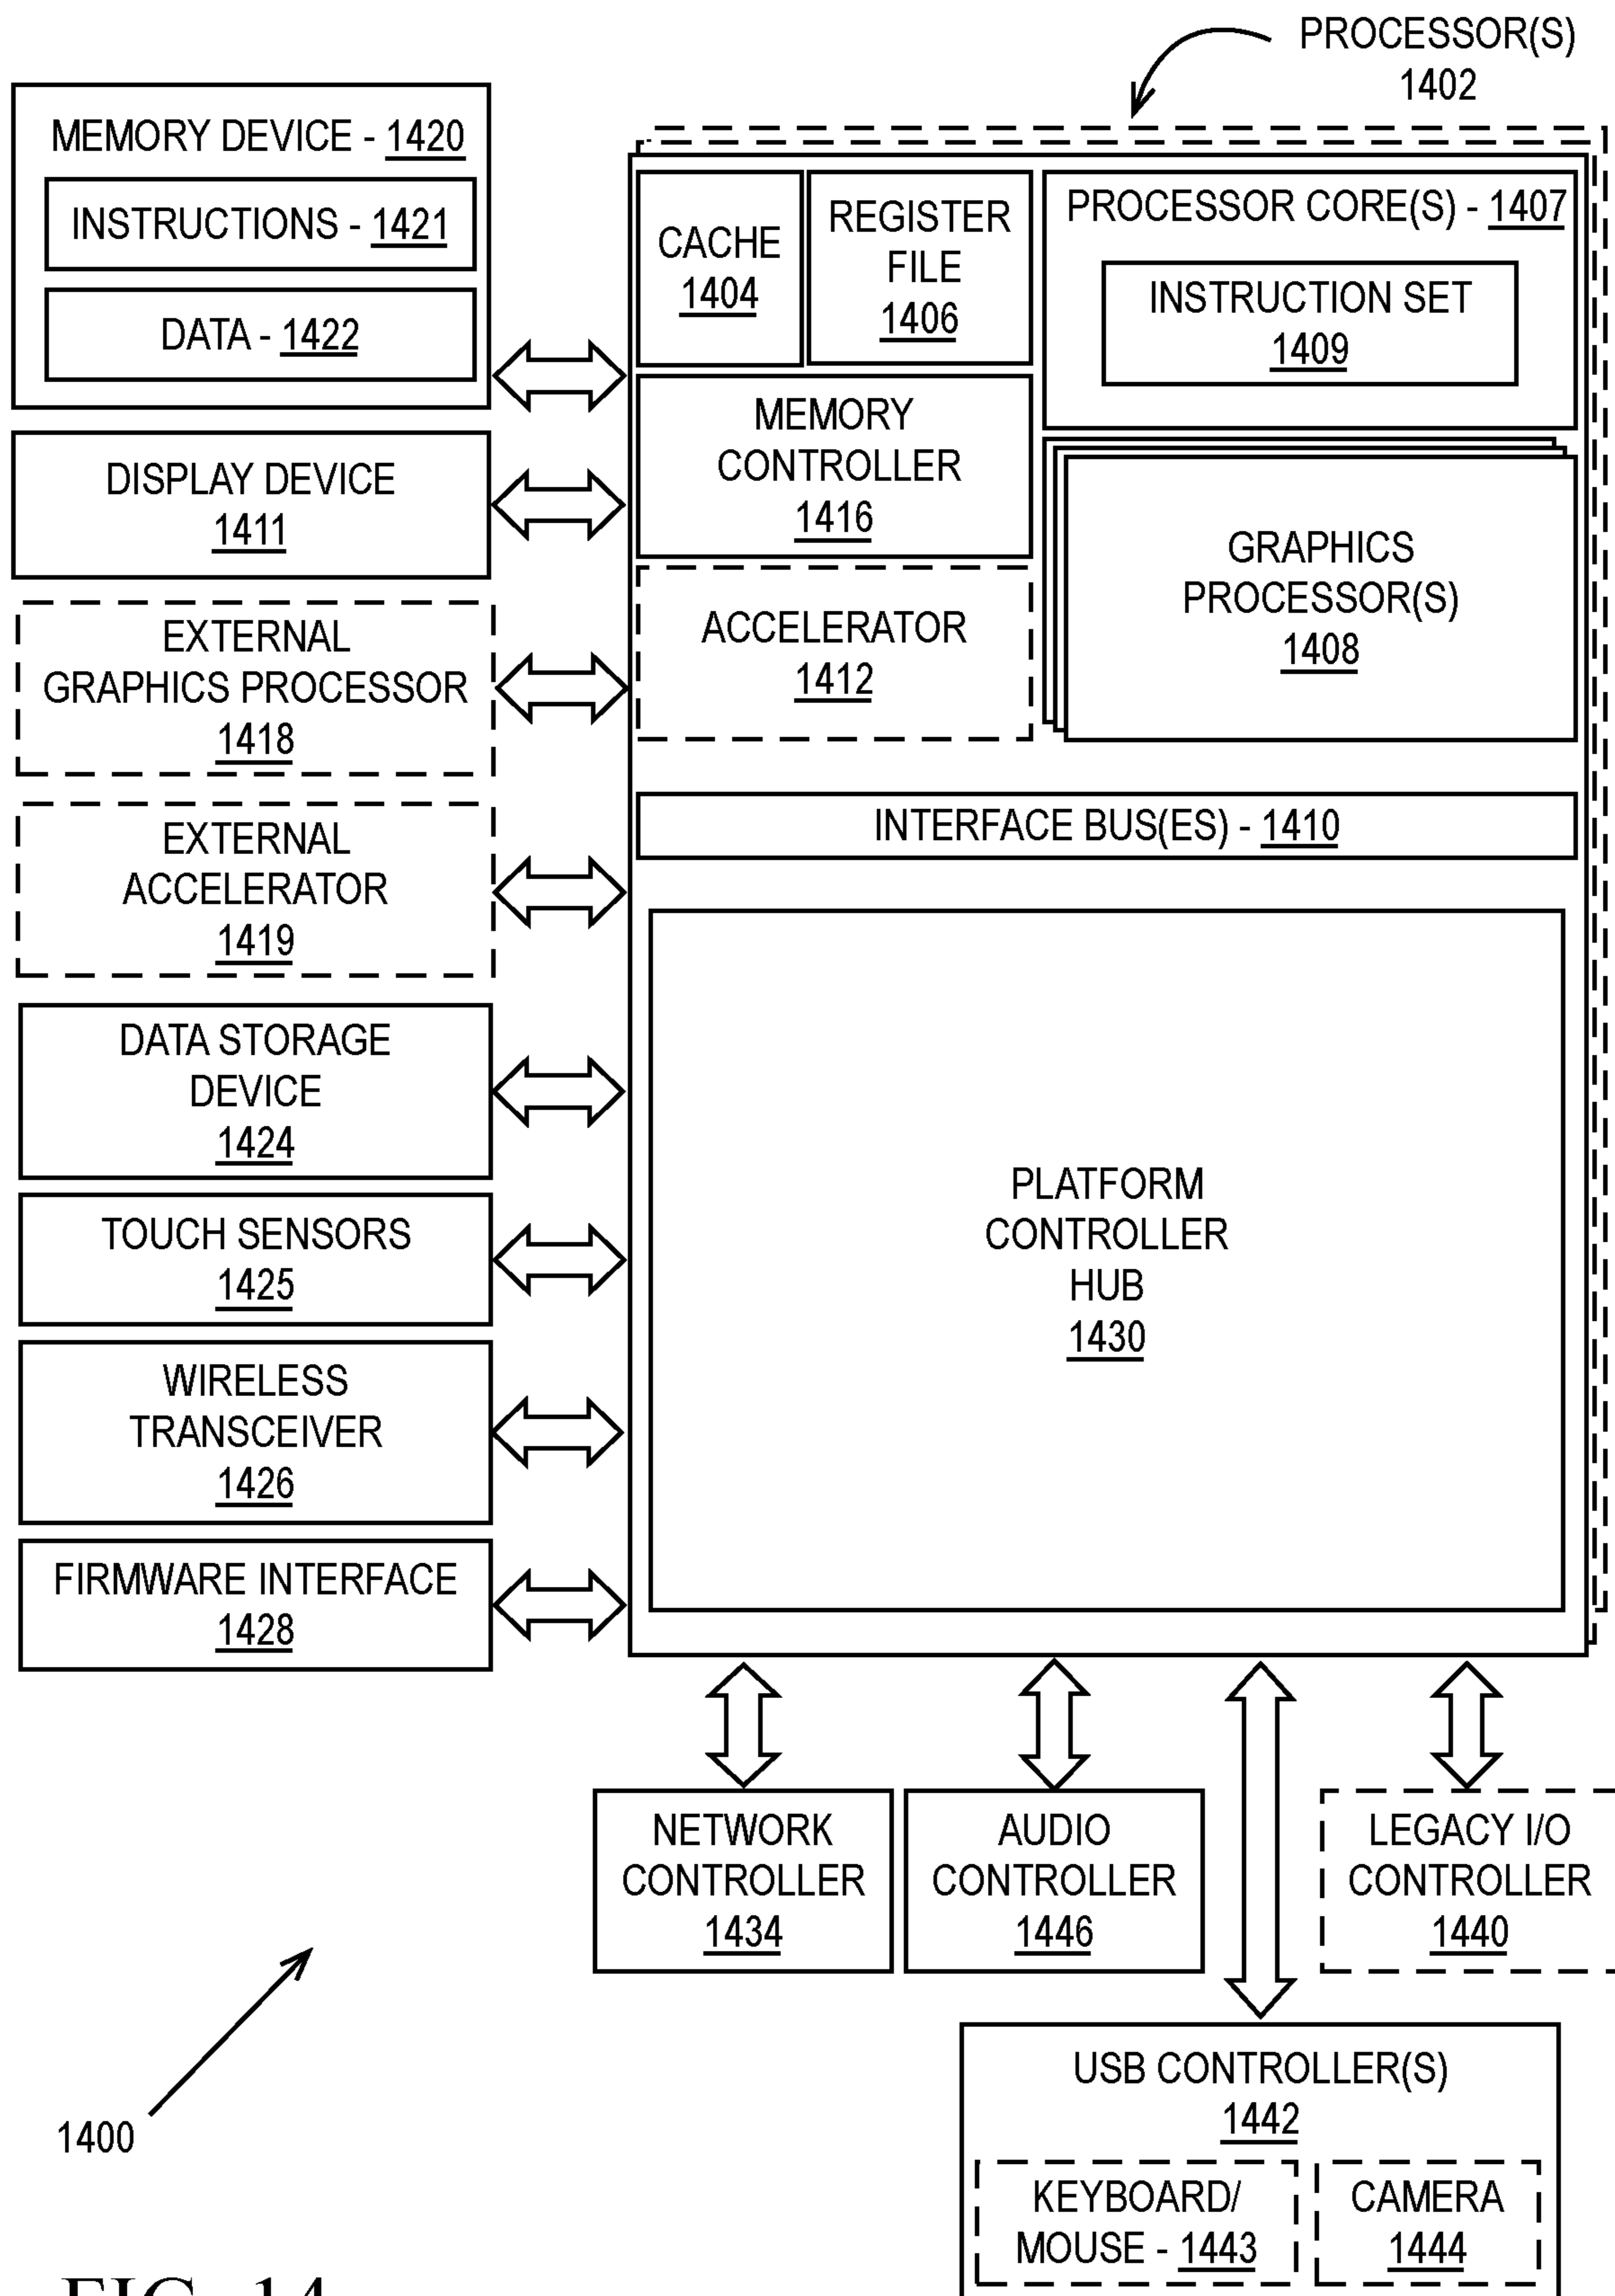 PROCESSOR(S)
1402
MEMORY DEVICE - 1420
INSTRUCTIONS - 1421
DATA - 1422
DISPLAY DEVICE
1411
EXTERNAL
GRAPHICS PROCESSOR
1418
EXTERNAL
ACCELERATOR
1419
DATA STORAGE
DEVICE
1424
TOUCH SENSORS
1425
WIRELESS
TRANSCEIVER
1426
FIRMWARE INTERFACE
1428
CACHE
1404
REGISTER
FILE
1406
PROCESSOR CORE(S) - 1407
INSTRUCTION SET
1409
MEMORY
CONTROLLER
1416
ACCELERATOR
1412
GRAPHICS
PROCESSOR(S)
1408
INTERFACE BUS(ES) - 1410
PLATFORM
CONTROLLER
HUB
1430
NETWORK
CONTROLLER
1434
AUDIO
CONTROLLER
1446
LEGACY I/O
CONTROLLER
1440
USB CONTROLLER(S)
1442
KEYBOARD/
MOUSE - 1443
CAMERA
1444
1400
FIG. 14